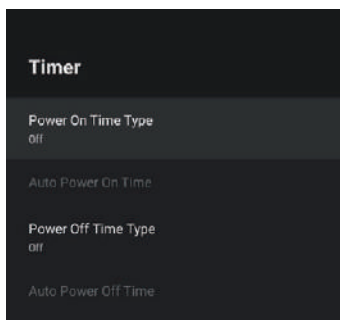 Timer
Power On Time Type
Off
Auto Power On Time
Power Off Time Type
Off
Auto Power Off Time